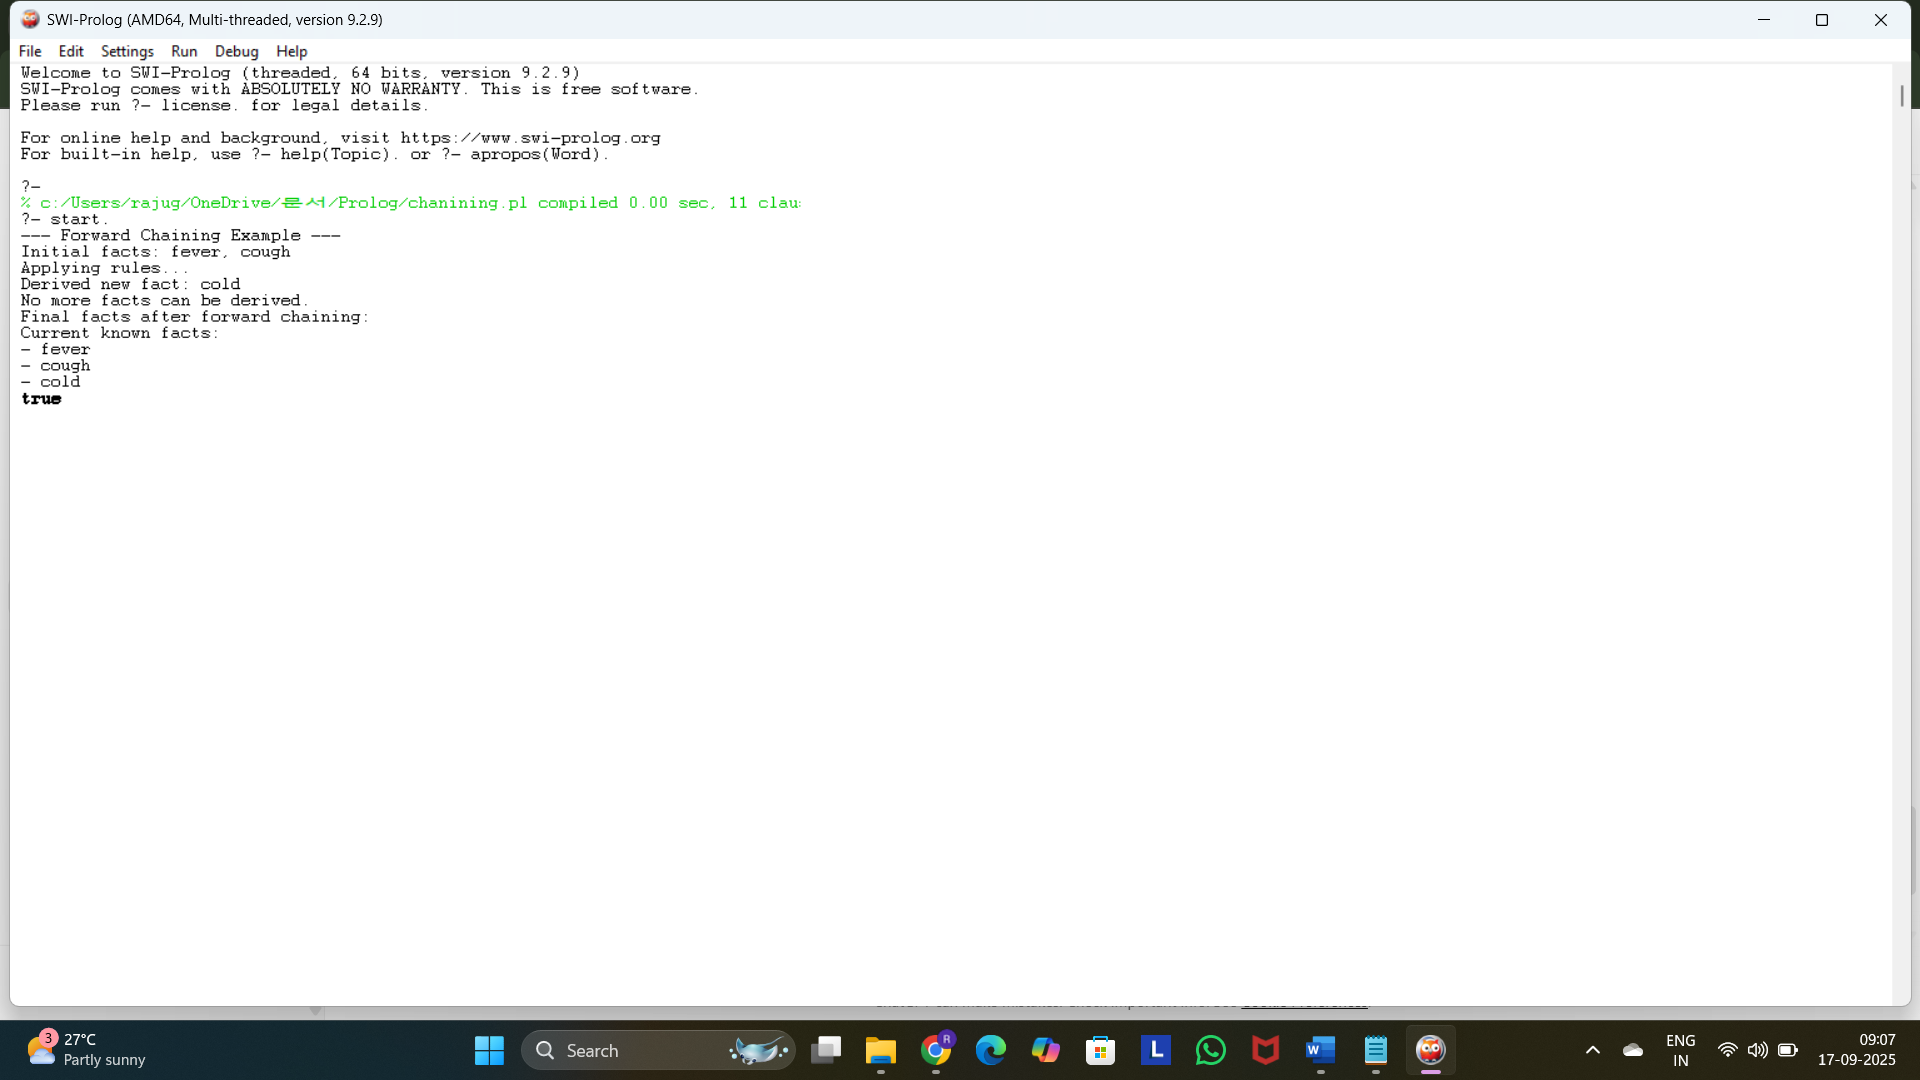 SWI-Prolog (AMD64, Multi-threaded, version 9.2.9)
File Edit Settings Run Debug Help
Welcome to SWI-Prolog (threaded, 64 bits, version 9.2.9)
SWI-Prolog comes with ABSOLUTELY NO WARRANTY. This is free software.
Please run ?- license. for legal details.
For online help and background, visit https://www.swi-prolog.org
For built-in help, use ?- help(Topic). or ?- apropos(Word).
?-
% c:/Users/rajug/OneDrive/문서/Prolog/chanining.pl compiled 0.00 sec, 11 clau
?- start.
--- Forward Chaining Example ---
Initial facts: fever, cough
Applying rules...
Derived new fact: cold
No more facts can be derived.
Final facts after forward chaining:
Current known facts:
- fever
- cough
- cold
true
3
27°C
Partly sunny
Search
R
L
W
ENG
IN
09:07
17-09-2025